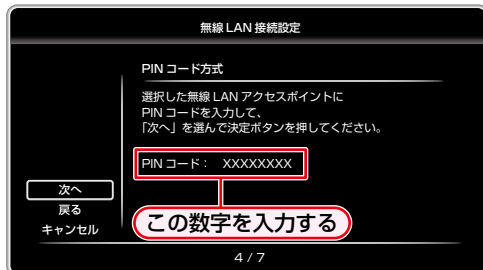 無線 LAN 接続設定
PIN コード方式
選択した無線 LAN アクセスポイントに
PIN コードを入力して、
「次へ」を選んで決定ボタンを押してください。
PIN コード： XXXXXXXX
次へ
戻る
キャンセル
この数字を入力する
4 / 7